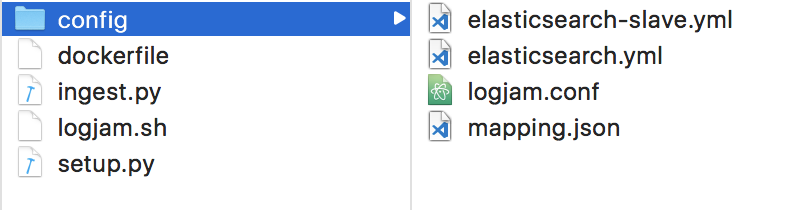 config
dockerfile
ingest.py
logjam.sh
setup.py
elasticsearch-slave.yml
elasticsearch.yml
logjam.conf
mapping.json